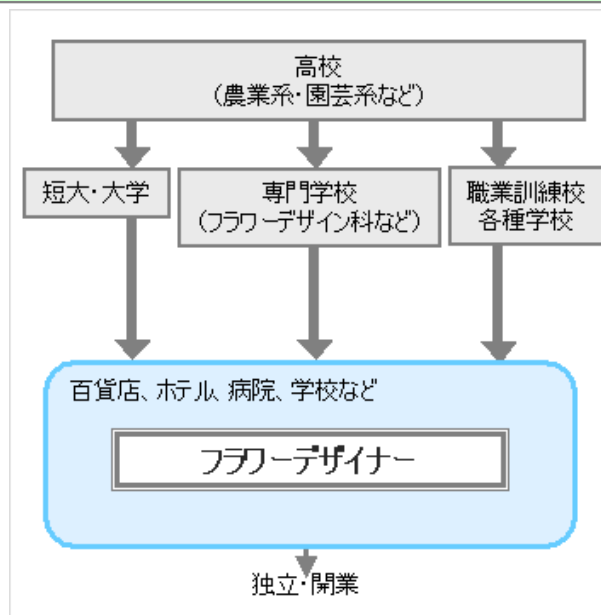 高校
（農業系・園芸系など）
短大・大学
専門学校
（フラワーデザイン科など）
職業訓練校
各種学校
百貨店、ホテル、病院、学校など
フラワーデザイナー
独立・開業